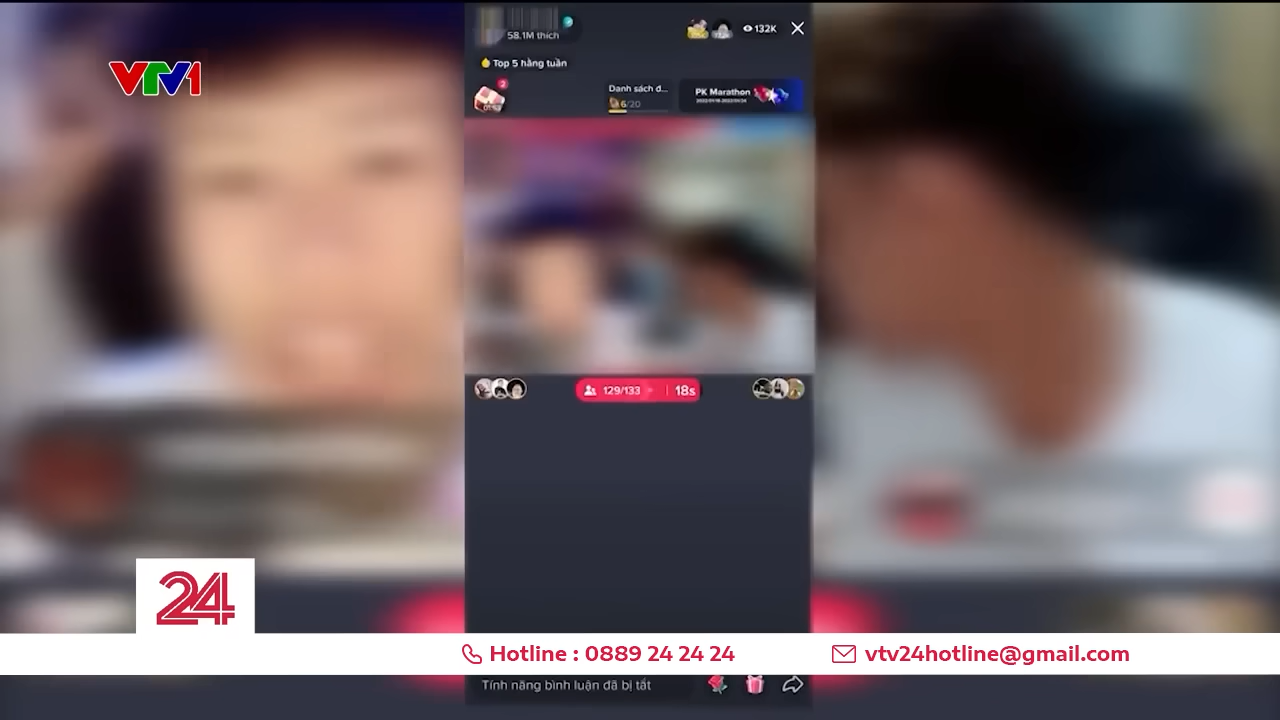 VTV1
58.1M thích
132K
Top 5 hằng tuần
2
Danh sách đ...
6/20
PK Marathon
129/133
18s
24
Hotline : 0889 24 24 24
vtv24hotline@gmail.com
Tính năng bình luận đã bị tắt